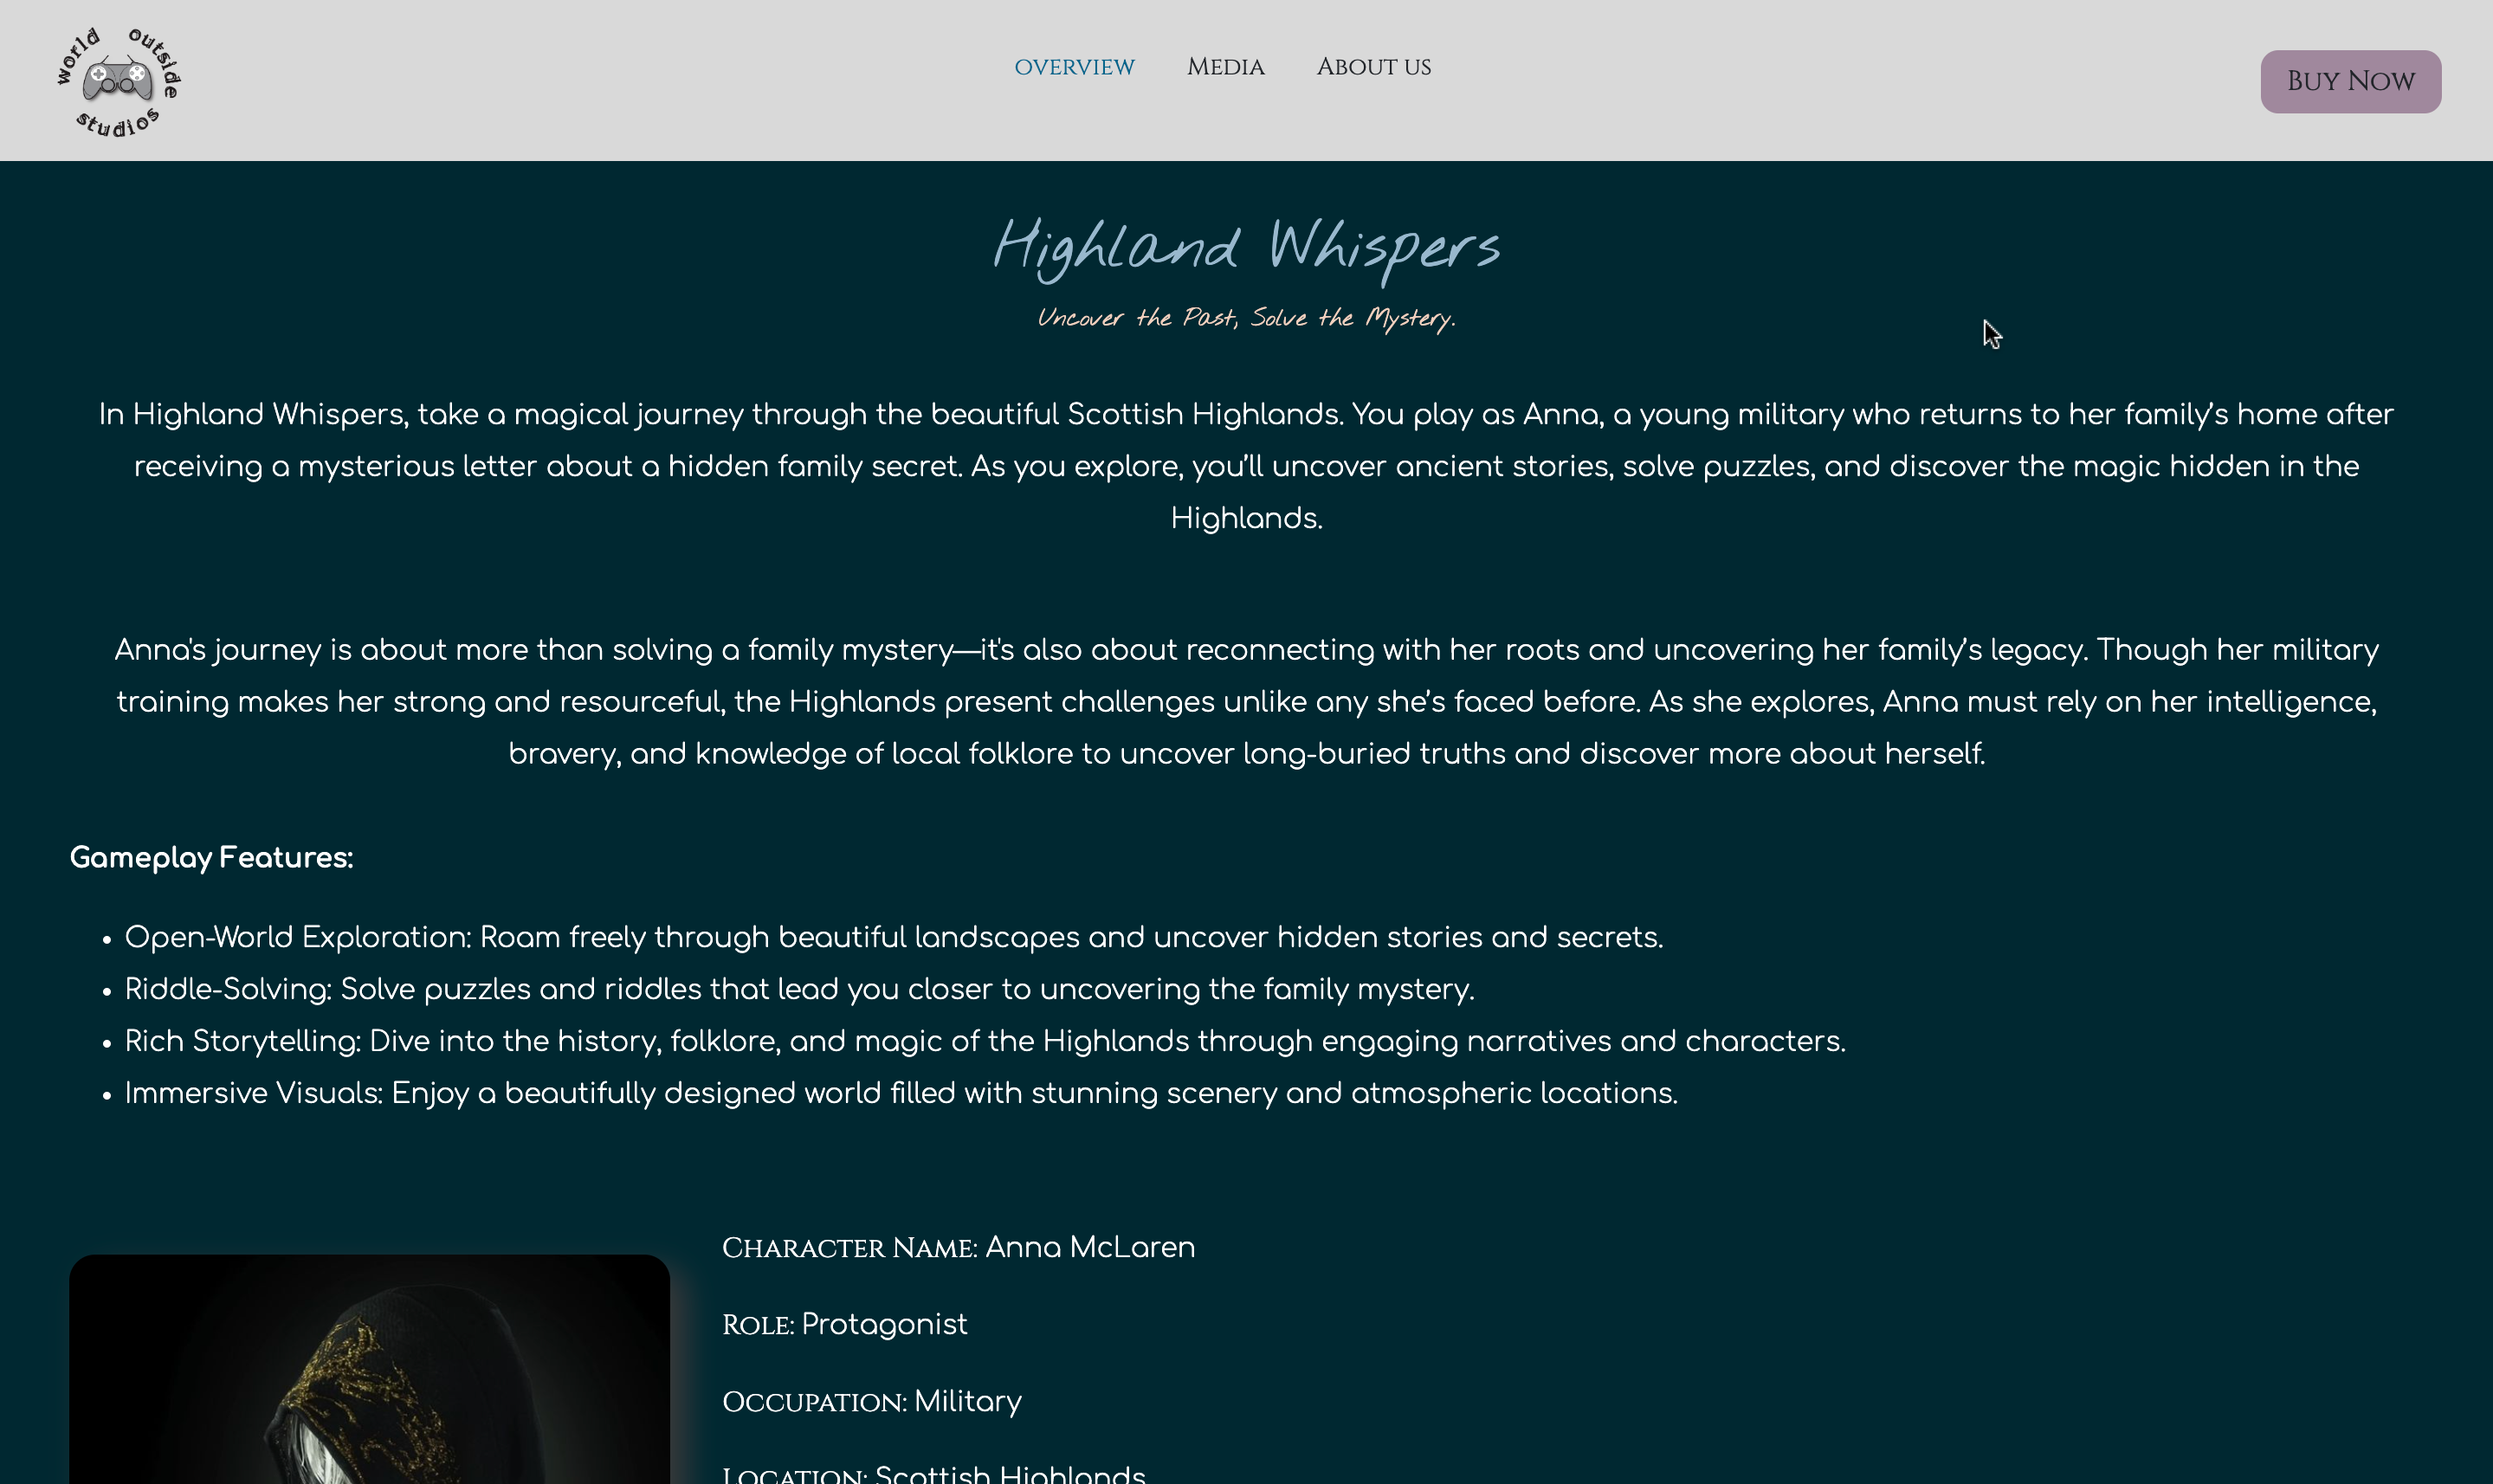 world outside studios
overview Media About us
Buy Now
Highland Whispers
Uncover the Past, Solve the Mystery.
In Highland Whispers, take a magical journey through the beautiful Scottish Highlands. You play as Anna, a young military who returns to her family’s home after
receiving a mysterious letter about a hidden family secret. As you explore, you’ll uncover ancient stories, solve puzzles, and discover the magic hidden in the
Highlands.
Anna's journey is about more than solving a family mystery—it's also about reconnecting with her roots and uncovering her family’s legacy. Though her military
training makes her strong and resourceful, the Highlands present challenges unlike any she’s faced before. As she explores, Anna must rely on her intelligence,
bravery, and knowledge of local folklore to uncover long-buried truths and discover more about herself.
Gameplay Features:
• Open-World Exploration: Roam freely through beautiful landscapes and uncover hidden stories and secrets.
• Riddle-Solving: Solve puzzles and riddles that lead you closer to uncovering the family mystery.
• Rich Storytelling: Dive into the history, folklore, and magic of the Highlands through engaging narratives and characters.
• Immersive Visuals: Enjoy a beautifully designed world filled with stunning scenery and atmospheric locations.
Character Name: Anna McLaren
Role: Protagonist
Occupation: Military
Location: Scottish Highlands